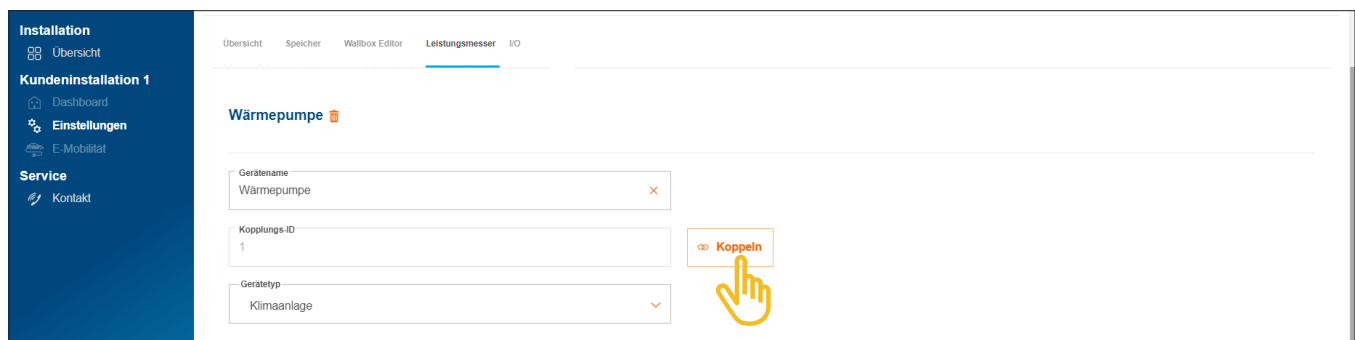 Installation
Übersicht
Kundeninstallation 1
Dashboard
Einstellungen
E-Mobilität
Service
Kontakt
Übersicht Speicher Wallbox Editor Leistungsmesser I/O
Wärmepumpe
Gerätename
Wärmepumpe
Kopplungs-ID
1
Koppeln
Gerätetyp
Klimaanlage